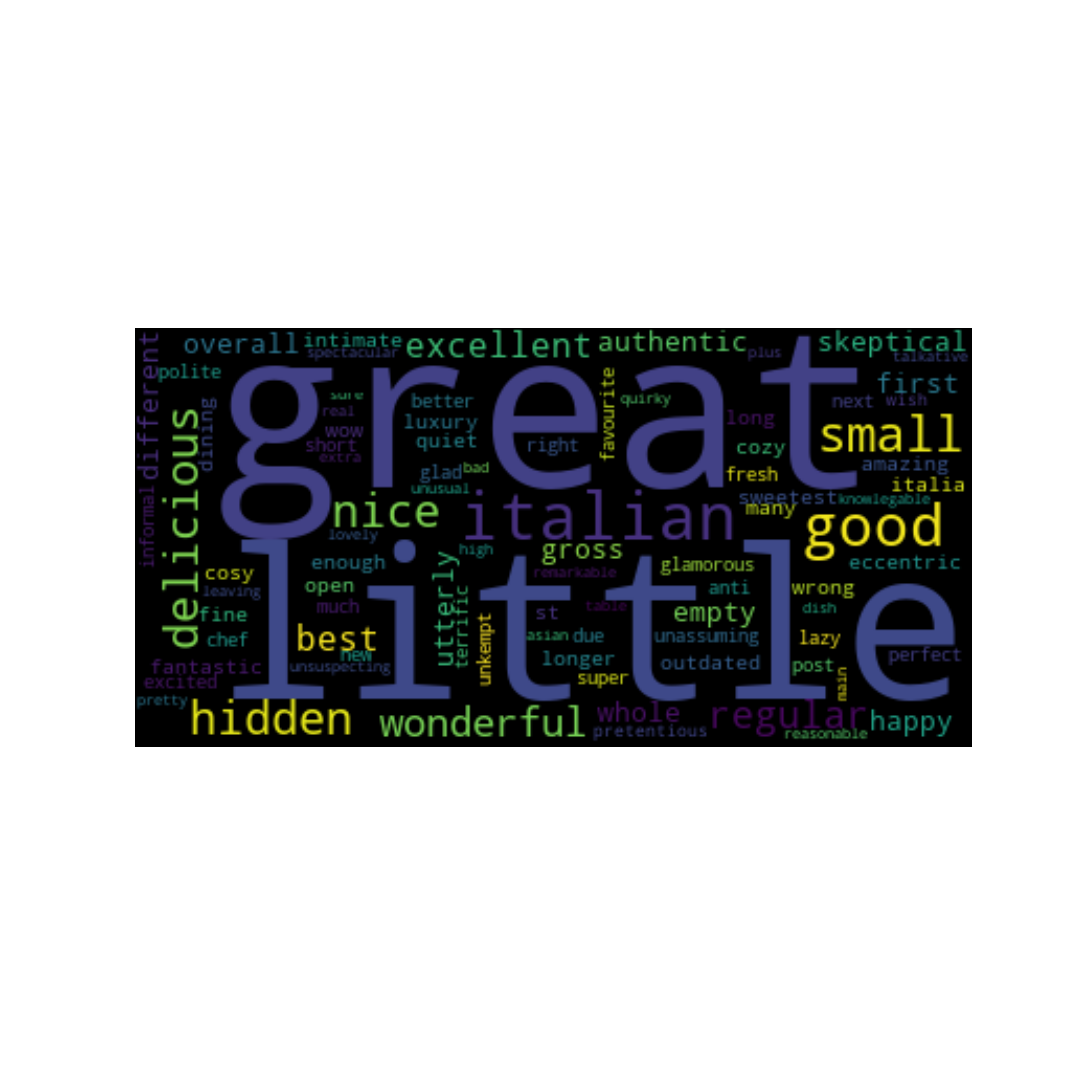 different
overall
intimate
spectacular
excellent
authentic
plus
skeptical
talkative
polite
great
sure
real
wow
short
extra
better
luxury
quiet
glad
bad
unusual
right
favourite
quirky
long
cozy
fresh
next
wish
first
small
amazing
italia
sweetest
knowlegable
many
good
delicious
dining
informal
nice
italian
lovely
little
enough
high
gross
remarkable
glamorous
eccentric
cosy
leaving
open
much
utterly
terrific
unkempt
st
table
anti
wrong
dish
fine
chef
best
new
unsuspecting
asian
due
empty
unassuming
lazy
perfect
longer
super
outdated
post
main
fantastic
excited
pretty
hidden
wonderful
whole
pretentious
regular
reasonable
happy